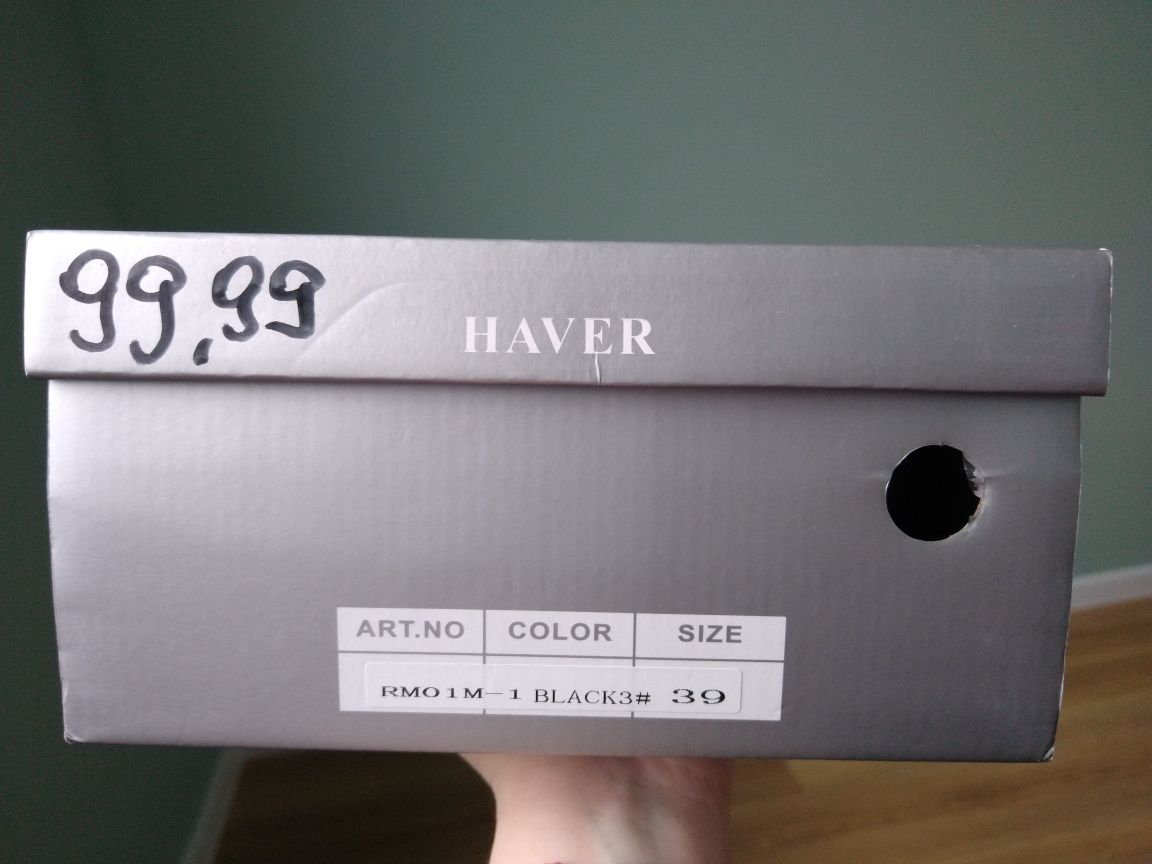 99,99
HAVER
ART.NO COLOR SIZE
RM01M-1 BLACK3# 39